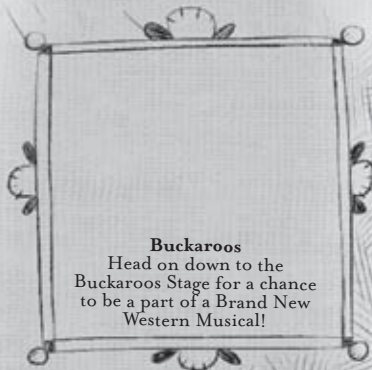 Buckaroos
Head on down to the
Buckaroos Stage for a chance
to be a part of a Brand New
Western Musical!